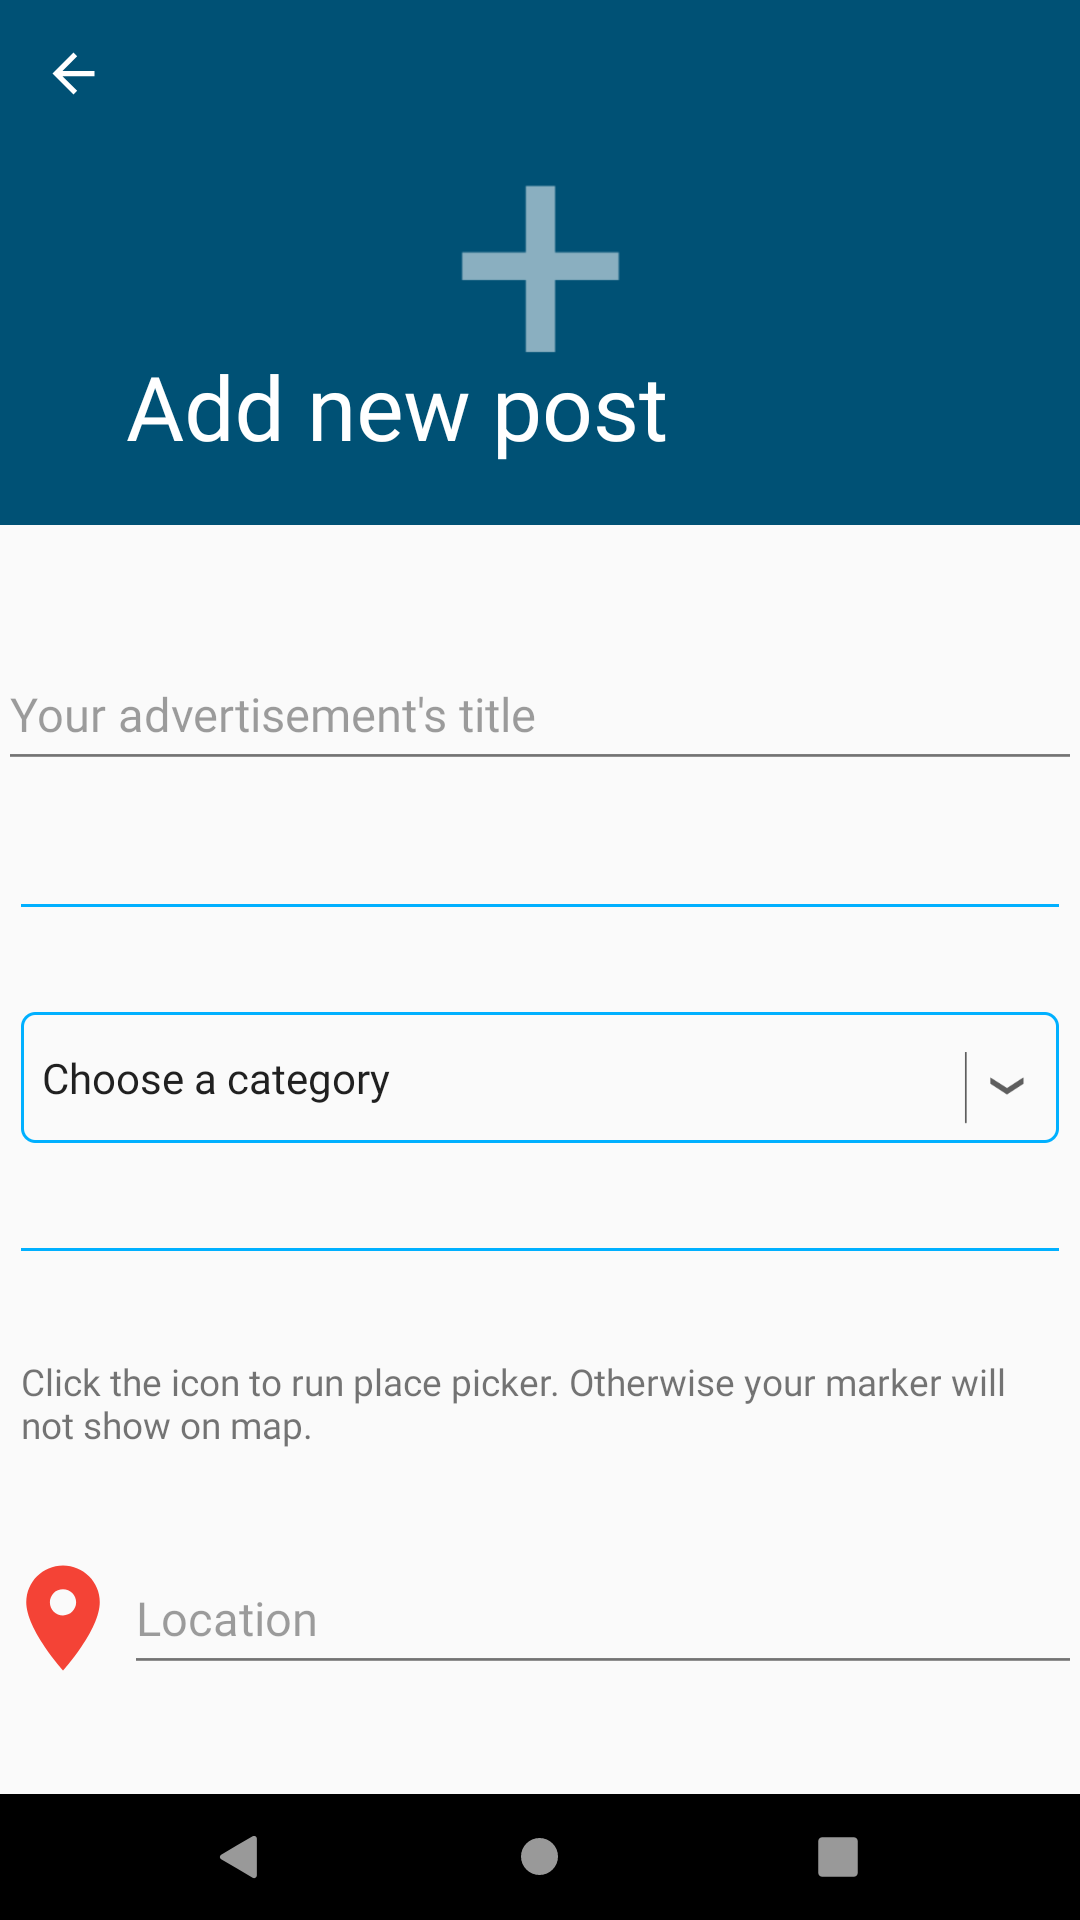 Add new post
Your advertisement's title
Choose a category
Click the icon to run place picker. Otherwise your marker will
not show on map.
Location